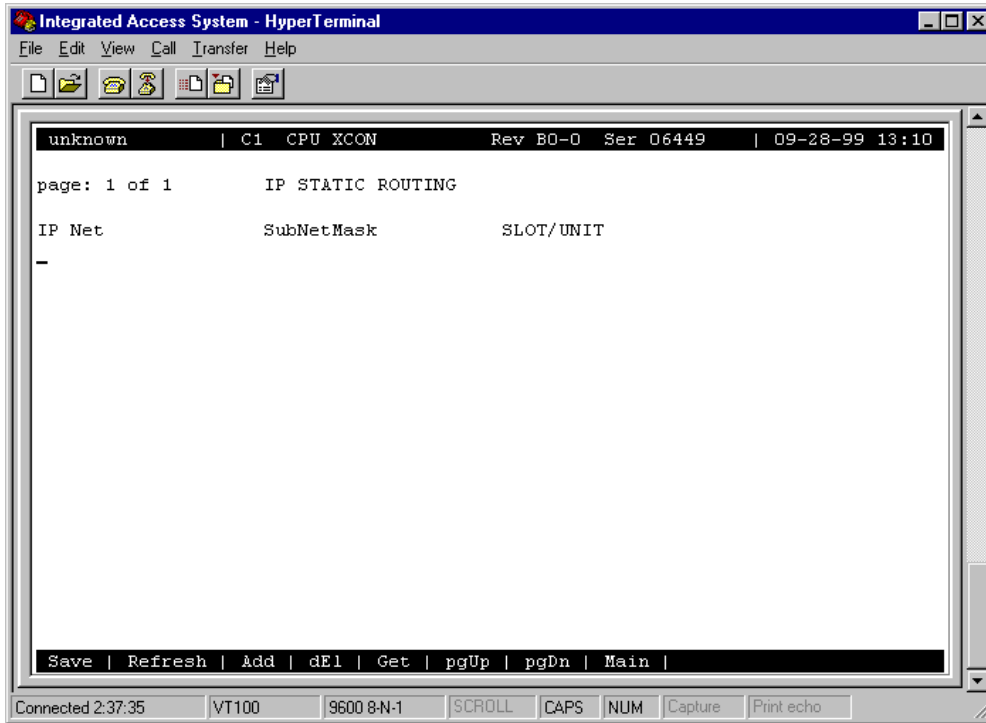 Integrated Access System - HyperTerminal
File Edit View Call Transfer Help
unknown | C1 CPU XCON Rev B0-0 Ser 06449 | 09-28-99 13:10
page: 1 of 1 IP STATIC ROUTING
IP Net SubNetMask SLOT/UNIT
Save | Refresh | Add | dEl | Get | pgUp | pgDn | Main |
Connected 2:37:35 VT100 9600 8-N-1 SCROLL CAPS NUM Capture Print echo